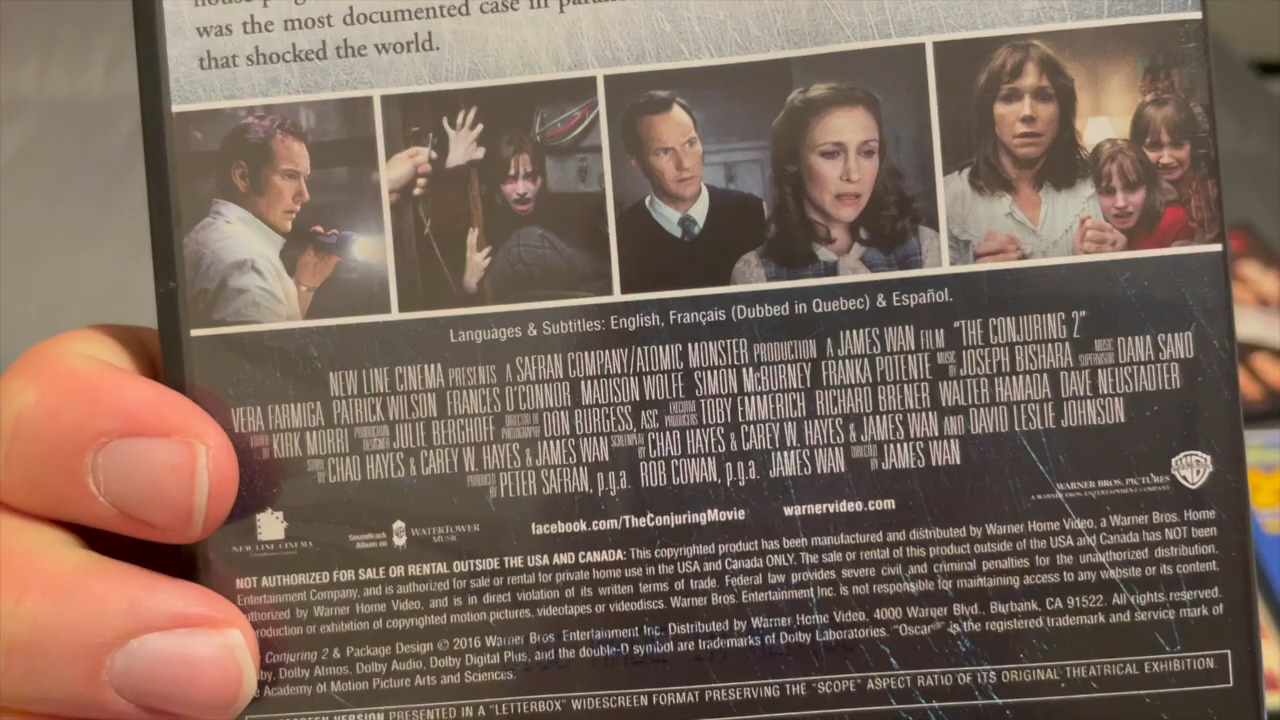 was the most documented case in
that shocked the world.
Languages & Subtitles: English, Français (Dubbed in Quebec) & Español.
NEW LINE CINEMA PRESENTS A SAFRAN COMPANY/ATOMIC MONSTER PRODUCTION A JAMES WAN FILM "THE CONJURING 2"
VERA FARMIGA PATRICK WILSON FRANCES O'CONNOR MADISON WOLFE SIMON McBURNEY FRANKA POTENTE MUSIC BY JOSEPH BISHARA MUSIC SUPERVISOR DANA SANO
EDITED BY KIRK MORRI PRODUCTION DESIGNER JULIE BERGHOFF DIRECTOR OF PHOTOGRAPHY DON BURGESS, ASC EXECUTIVE PRODUCERS TOBY EMMERICH RICHARD BRENER WALTER HAMADA DAVE NEUSTADTER
STORY BY CHAD HAYES & CAREY W. HAYES & JAMES WAN SCREENPLAY BY CHAD HAYES & CAREY W. HAYES & JAMES WAN AND DAVID LESLIE JOHNSON
PRODUCED BY PETER SAFRAN, p.g.a. ROB COWAN, p.g.a. JAMES WAN DIRECTED BY JAMES WAN
NEW LINE CINEMA
Soundtrack Album on WATERTOWER MUSIC
facebook.com/TheConjuringMovie warnervideo.com
WARNER BROS. PICTURES
A WARNER BROS. ENTERTAINMENT COMPANY
NOT AUTHORIZED FOR SALE OR RENTAL OUTSIDE THE USA AND CANADA: This copyrighted product has been manufactured and distributed by Warner Home Video, a Warner Bros. Home
Entertainment Company, and is authorized for sale or rental for private home use in the USA and Canada ONLY. The sale or rental of this product outside of the USA and Canada has NOT been
uthorized by Warner Home Video, and is in direct violation of its written terms of trade. Federal law provides severe civil and criminal penalties for the unauthorized distribution,
roduction or exhibition of copyrighted motion pictures, videotapes or videodiscs. Warner Bros. Entertainment Inc. is not responsible for maintaining access to any website or its content.
Conjuring 2 & Package Design © 2016 Warner Bros. Entertainment Inc. Distributed by Warner Home Video, 4000 Warner Blvd., Burbank, CA 91522. All rights reserved.
by, Dolby Atmos, Dolby Audio, Dolby Digital Plus, and the double-D symbol are trademarks of Dolby Laboratories. "Oscar®" is the registered trademark and service mark of
Academy of Motion Picture Arts and Sciences.
VERSION PRESENTED IN A "LETTERBOX" WIDESCREEN FORMAT PRESERVING THE "SCOPE" ASPECT RATIO OF ITS ORIGINAL THEATRICAL EXHIBITION.